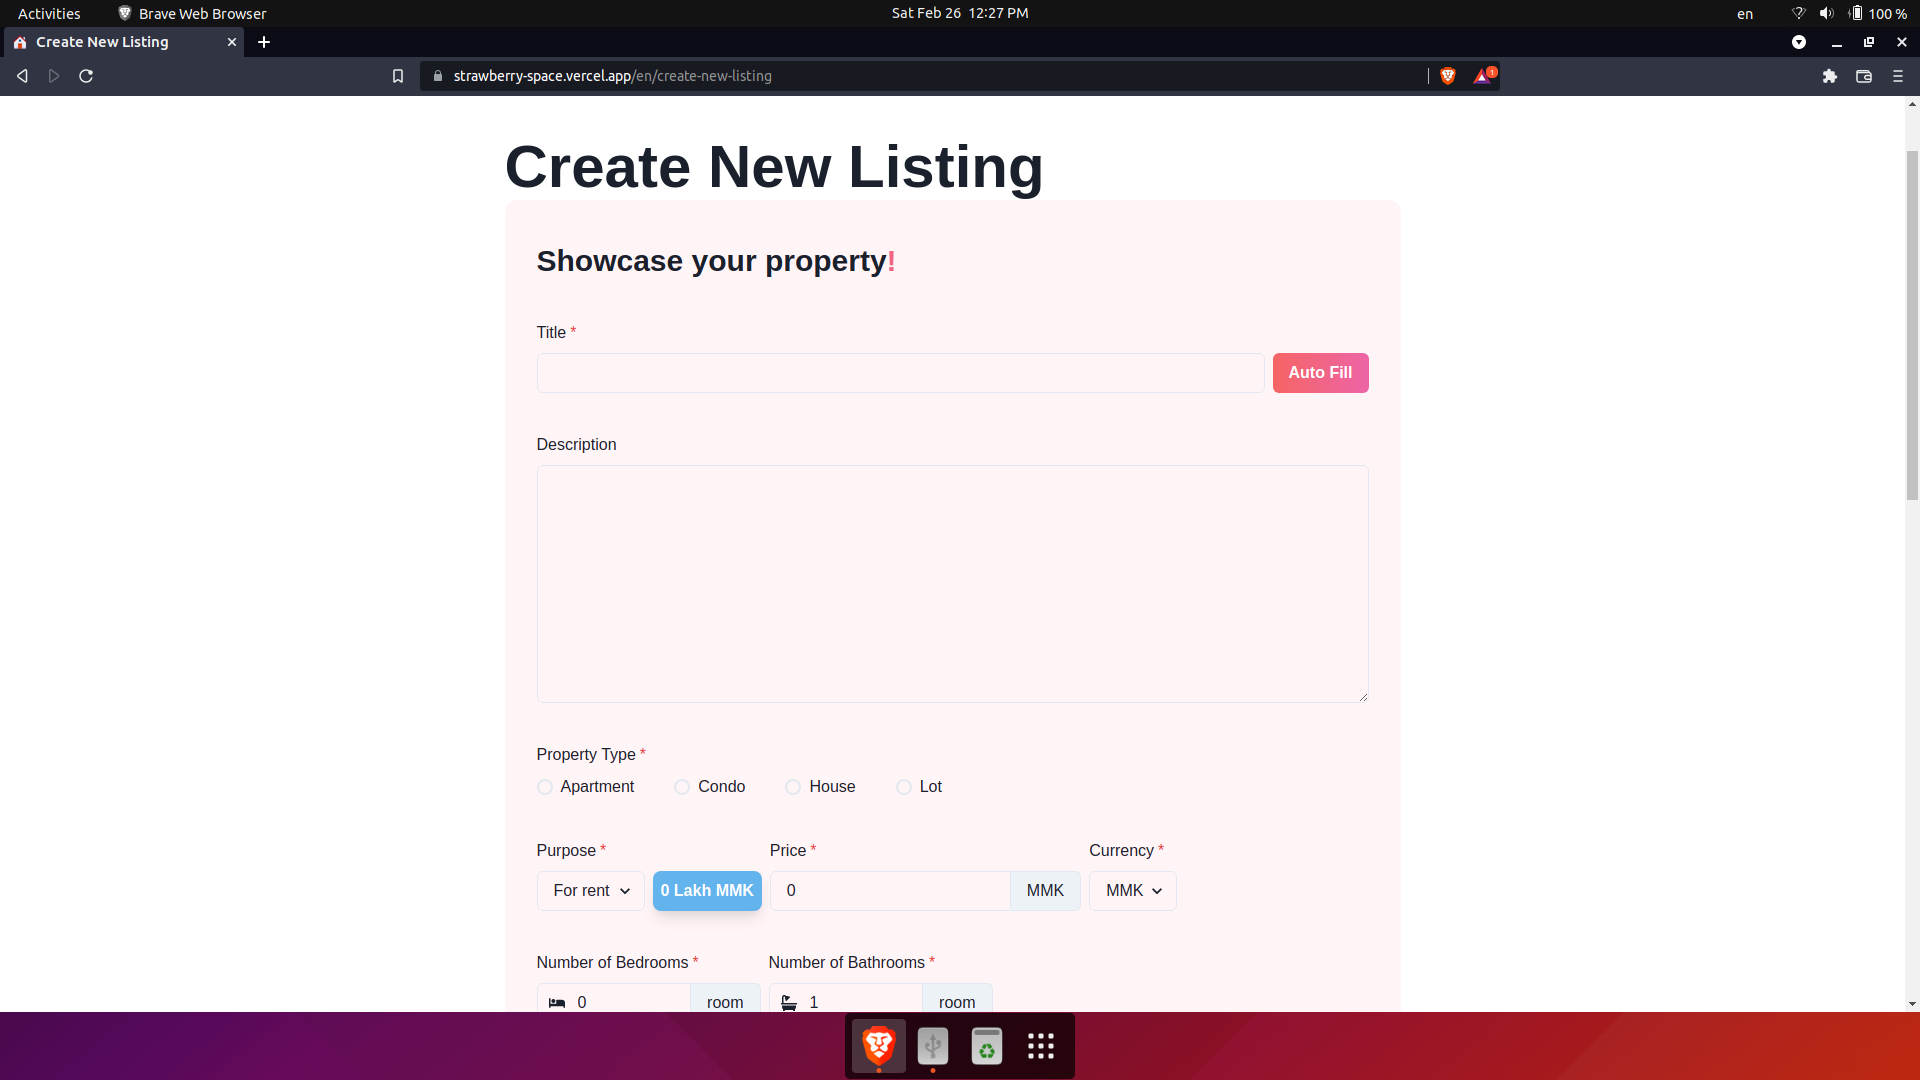 Activities Brave Web Browser Sat Feb 26 12:27 PM en 100 %
Create New Listing
strawberry-space.vercel.app/en/create-new-listing 1
Create New Listing
Showcase your property!
Title *
Auto Fill
Description
Property Type *
Apartment Condo House Lot
Purpose * Price * Currency *
For rent 0 Lakh MMK 0 MMK MMK
Number of Bedrooms * Number of Bathrooms *
0 room 1 room